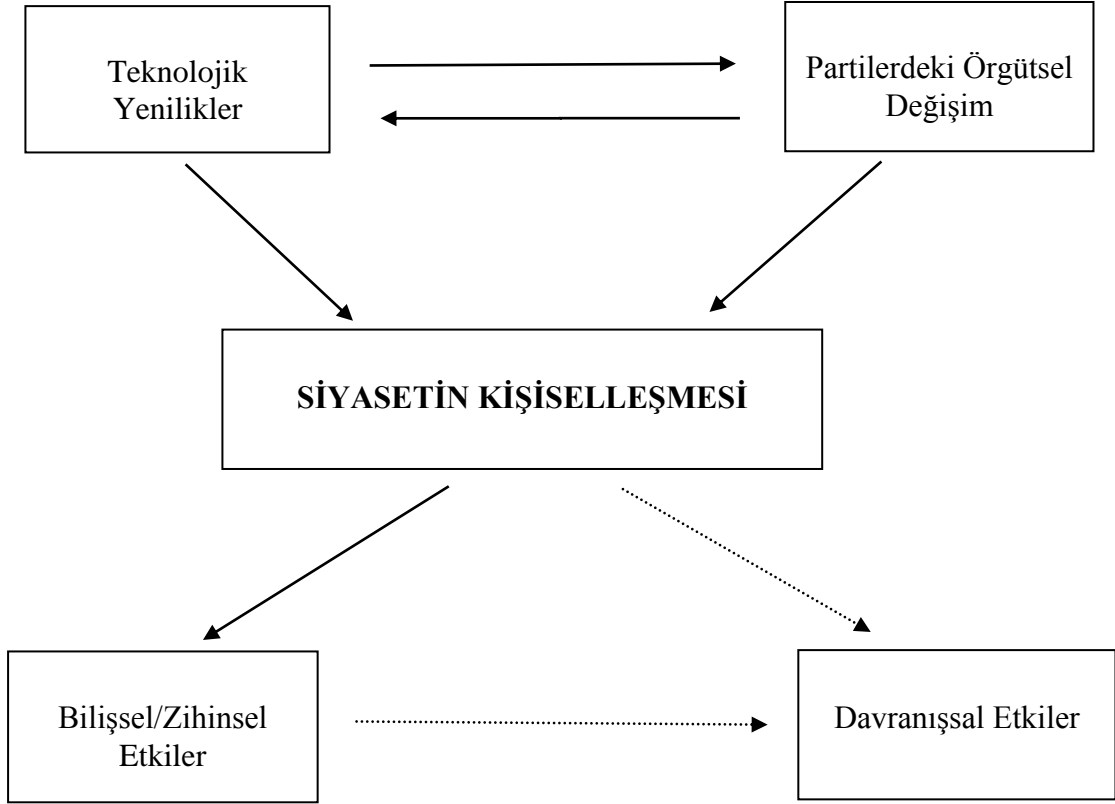 Teknolojik
Yenilikler
Partilerdeki Örgütsel
Değişim
SİYASETİN KİŞİSELLEŞMESİ
Bilişsel/Zihinsel
Etkiler
Davranışsal Etkiler